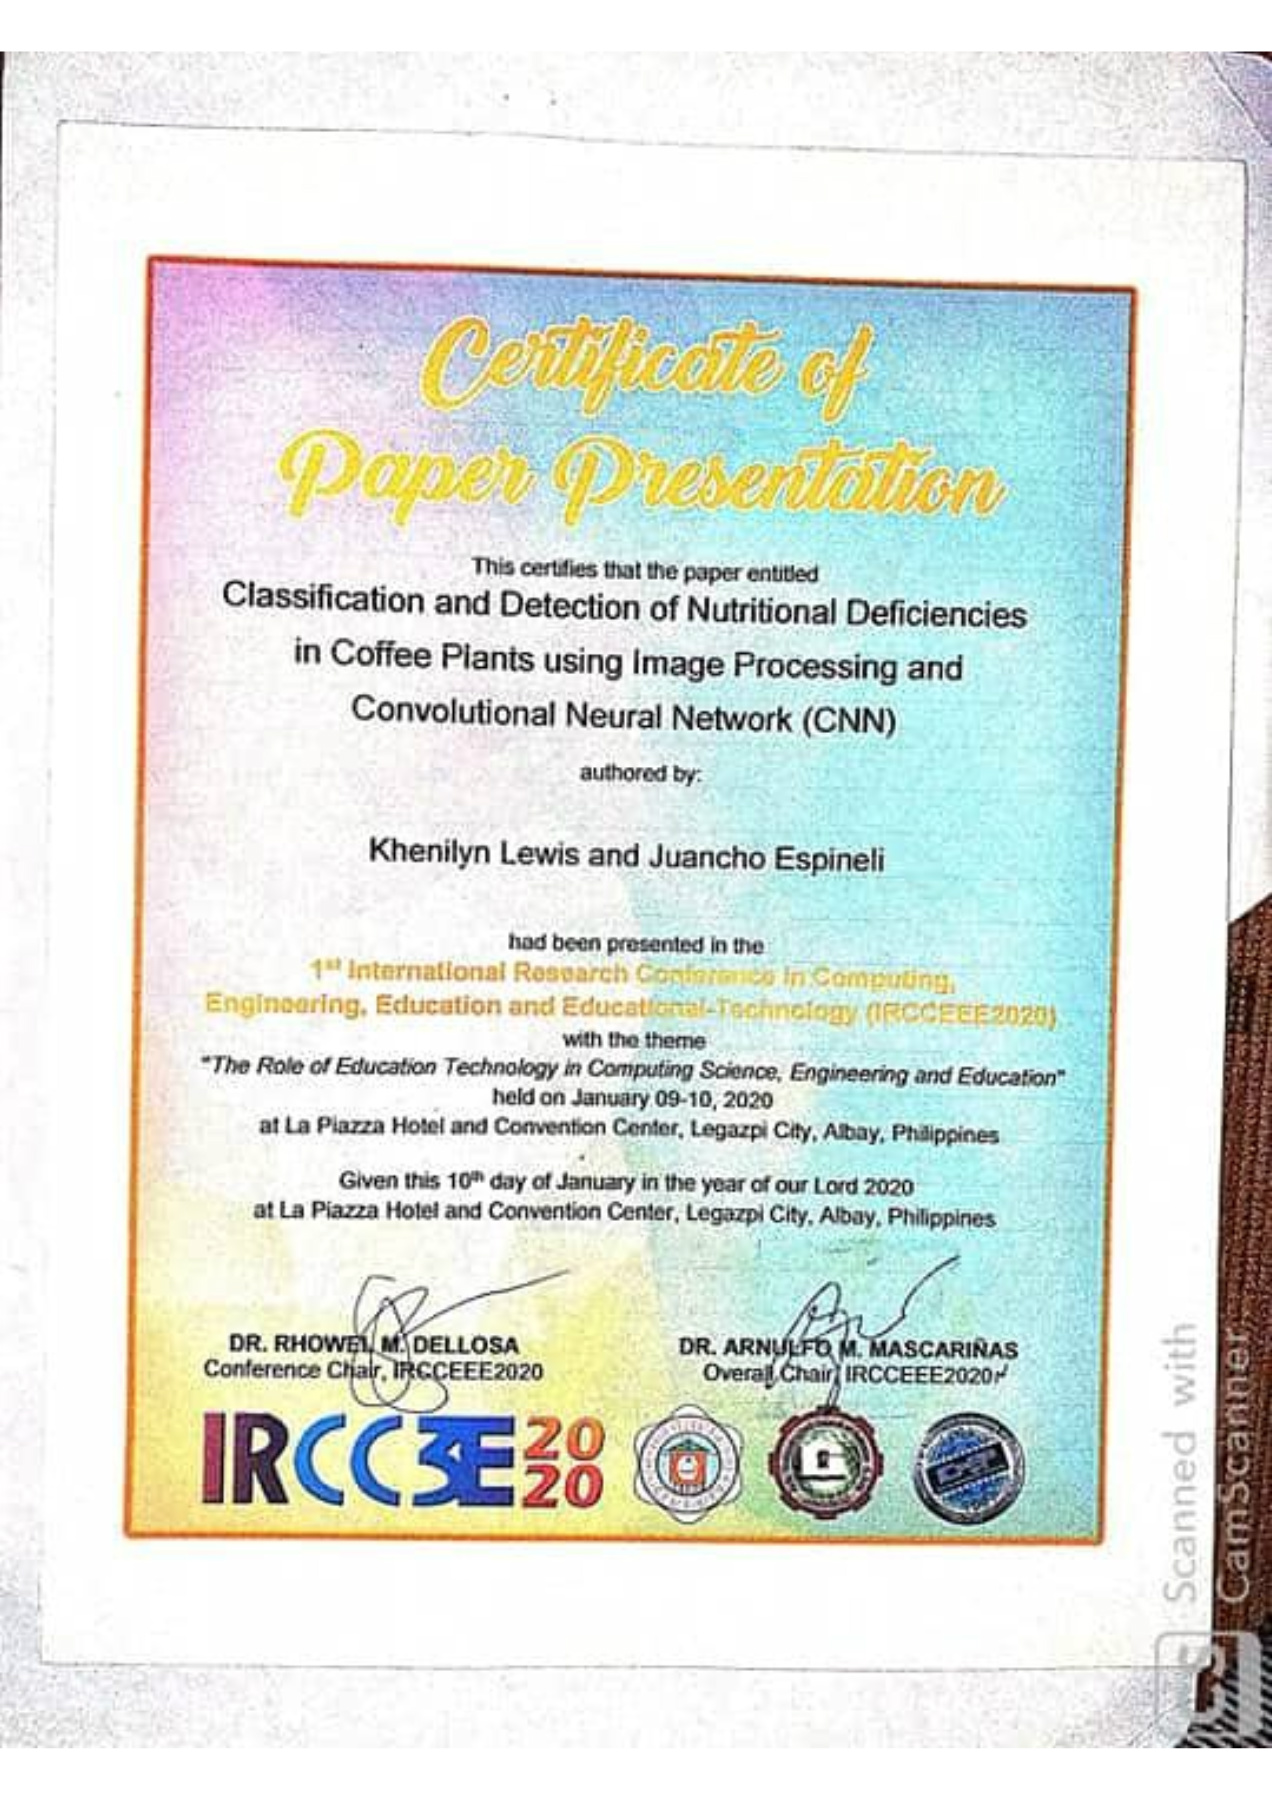 Certificate of
Paper Presentation
This certifies that the paper entitled
Classification and Detection of Nutritional Deficiencies
in Coffee Plants using Image Processing and
Convolutional Neural Network (CNN)
authored by:
Khenilyn Lewis and Juancho Espineli
had been presented in the
1st International Research Conference in Computing,
Engineering, Education and Educational-Technology (IRCCEEE2020)
with the theme
"The Role of Education Technology in Computing Science, Engineering and Education"
held on January 09-10, 2020
at La Piazza Hotel and Convention Center, Legazpi City, Albay, Philippines
Given this 10th day of January in the year of our Lord 2020
at La Piazza Hotel and Convention Center, Legazpi City, Albay, Philippines
DR. RHOWEL M. DELLOSA
Conference Chair, IRCCEEE2020
DR. ARNULFO M. MASCARIÑAS
Overall Chair, IRCCEEE2020
IRCC3E 2020
CS Scanned with
CamScanner